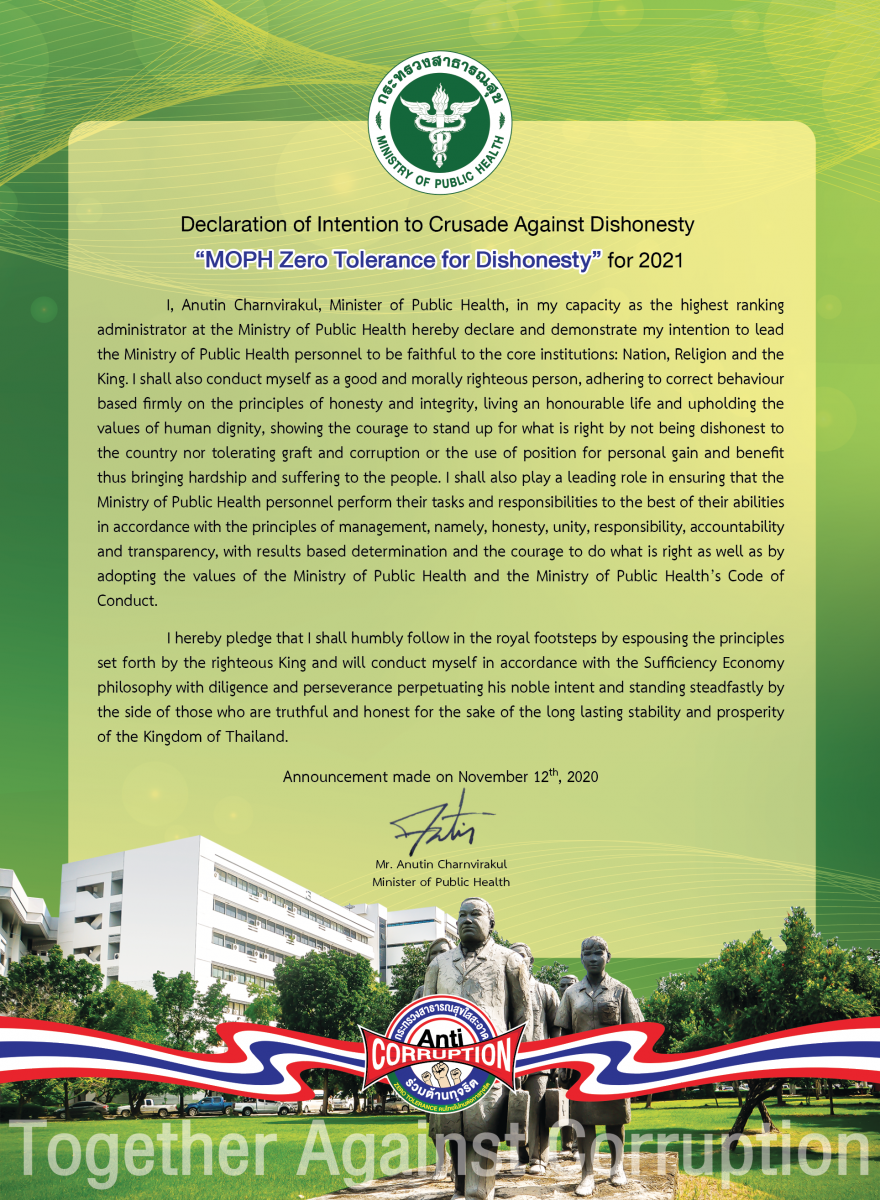 กระทรวงสาธารณสุข
MINISTRY OF PUBLIC HEALTH
Declaration of Intention to Crusade Against Dishonesty
“MOPH Zero Tolerance for Dishonesty” for 2021
I, Anutin Charnvirakul, Minister of Public Health, in my capacity as the highest ranking
administrator at the Ministry of Public Health hereby declare and demonstrate my intention to lead
the Ministry of Public Health personnel to be faithful to the core institutions: Nation, Religion and the
King. I shall also conduct myself as a good and morally righteous person, adhering to correct behaviour
based firmly on the principles of honesty and integrity, living an honourable life and upholding the
values of human dignity, showing the courage to stand up for what is right by not being dishonest to
the country nor tolerating graft and corruption or the use of position for personal gain and benefit
thus bringing hardship and suffering to the people. I shall also play a leading role in ensuring that the
Ministry of Public Health personnel perform their tasks and responsibilities to the best of their abilities
in accordance with the principles of management, namely, honesty, unity, responsibility, accountability
and transparency, with results based determination and the courage to do what is right as well as by
adopting the values of the Ministry of Public Health and the Ministry of Public Health’s Code of
Conduct.
I hereby pledge that I shall humbly follow in the royal footsteps by espousing the principles
set forth by the righteous King and will conduct myself in accordance with the Sufficiency Economy
philosophy with diligence and perseverance perpetuating his noble intent and standing steadfastly by
the side of those who are truthful and honest for the sake of the long lasting stability and prosperity
of the Kingdom of Thailand.
Announcement made on November 12th, 2020
Mr. Anutin Charnvirakul
Minister of Public Health
กระทรวงสาธารณสุขใสสะอาด
Anti
CORRUPTION
ร่วมต้านทุจริต
ZERO TOLERANCE
Together Against Corruption